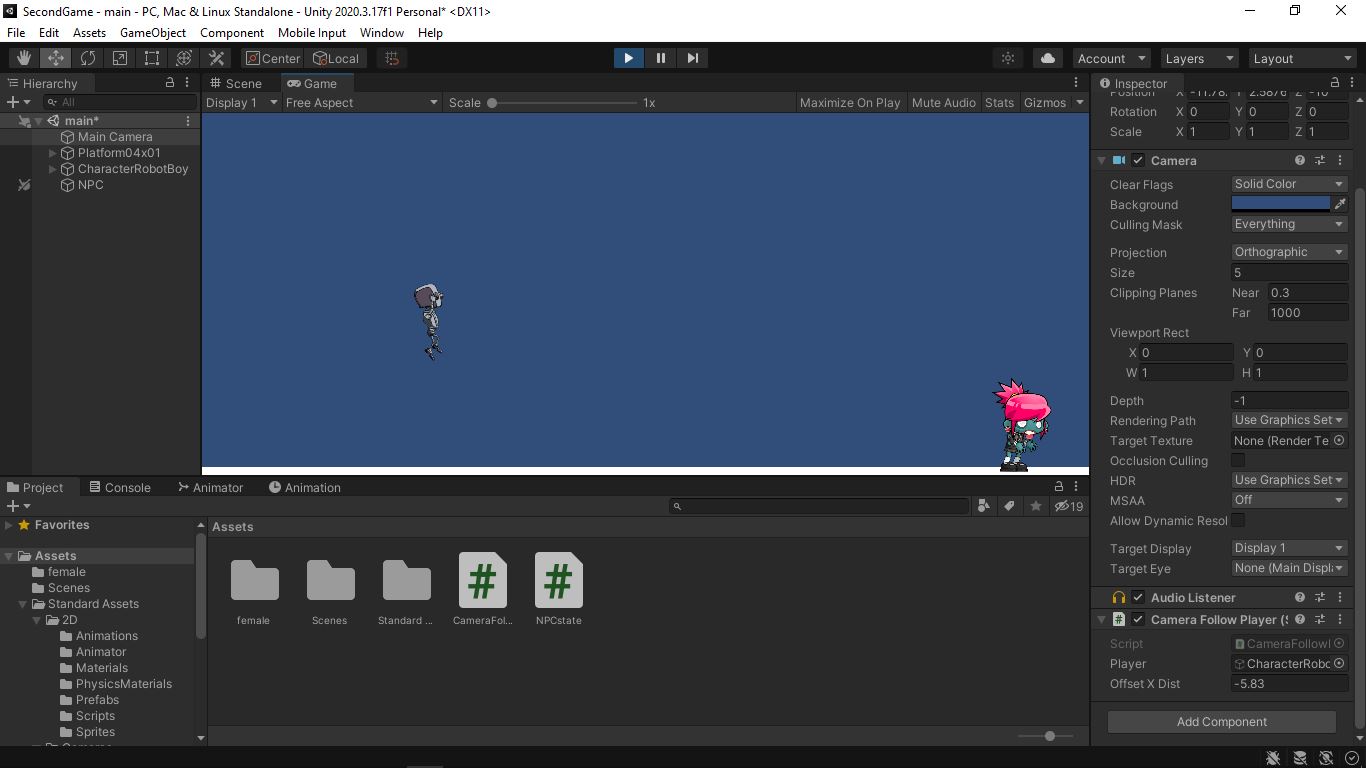 SecondGame - main - PC, Mac & Linux Standalone - Unity 2020.3.17f1 Personal* <DX11>
File Edit Assets GameObject Component Mobile Input Window Help
Center Local Account Layers Layout
Hierarchy
All
main*
Main Camera
Platform04x01
CharacterRobotBoy
NPC
Scene Game
Display 1 Free Aspect Scale 1x Maximize On Play Mute Audio Stats Gizmos
Inspector
Position X -11.78 Y 2.5876 Z -10
Rotation X 0 Y 0 Z 0
Scale X 1 Y 1 Z 1
Camera
Clear Flags Solid Color
Background
Culling Mask Everything
Projection Orthographic
Size 5
Clipping Planes Near 0.3
Far 1000
Viewport Rect
X 0 Y 0
W 1 H 1
Depth -1
Rendering Path Use Graphics Set
Target Texture None (Render Te
Occlusion Culling
HDR Use Graphics Set
MSAA Off
Allow Dynamic Resol
Target Display Display 1
Target Eye None (Main Displa
Audio Listener
Camera Follow Player (S
Script CameraFollowl
Player CharacterRobo
Offset X Dist -5.83
Add Component
Project Console Animator Animation
19
Favorites
Assets
female
Scenes
Standard Assets
2D
Animations
Animator
Materials
PhysicsMaterials
Prefabs
Scripts
Sprites
Assets
female Scenes Standard ... CameraFol... NPCstate